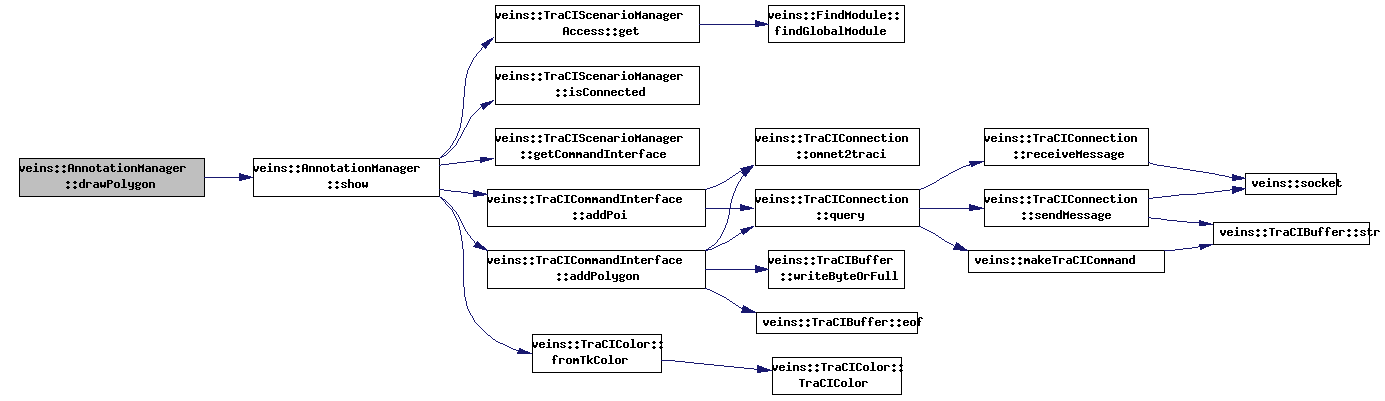 veins::AnnotationManager
::drawPolygon
veins::AnnotationManager
::show
veins::TraCIScenarioManager
Access::get
veins::FindModule::
findGlobalModule
veins::TraCIScenarioManager
::isConnected
veins::TraCIScenarioManager
::getCommandInterface
veins::TraCICommandInterface
::addPoi
veins::TraCICommandInterface
::addPolygon
veins::TraCIColor::
fromTkColor
veins::TraCIConnection
::omnet2traci
veins::TraCIConnection
::query
veins::TraCIBuffer
::writeByteOrFull
veins::TraCIBuffer::eof
veins::TraCIColor::
TraCIColor
veins::TraCIConnection
::receiveMessage
veins::TraCIConnection
::sendMessage
veins::makeTraCICommand
veins::socket
veins::TraCIBuffer::str